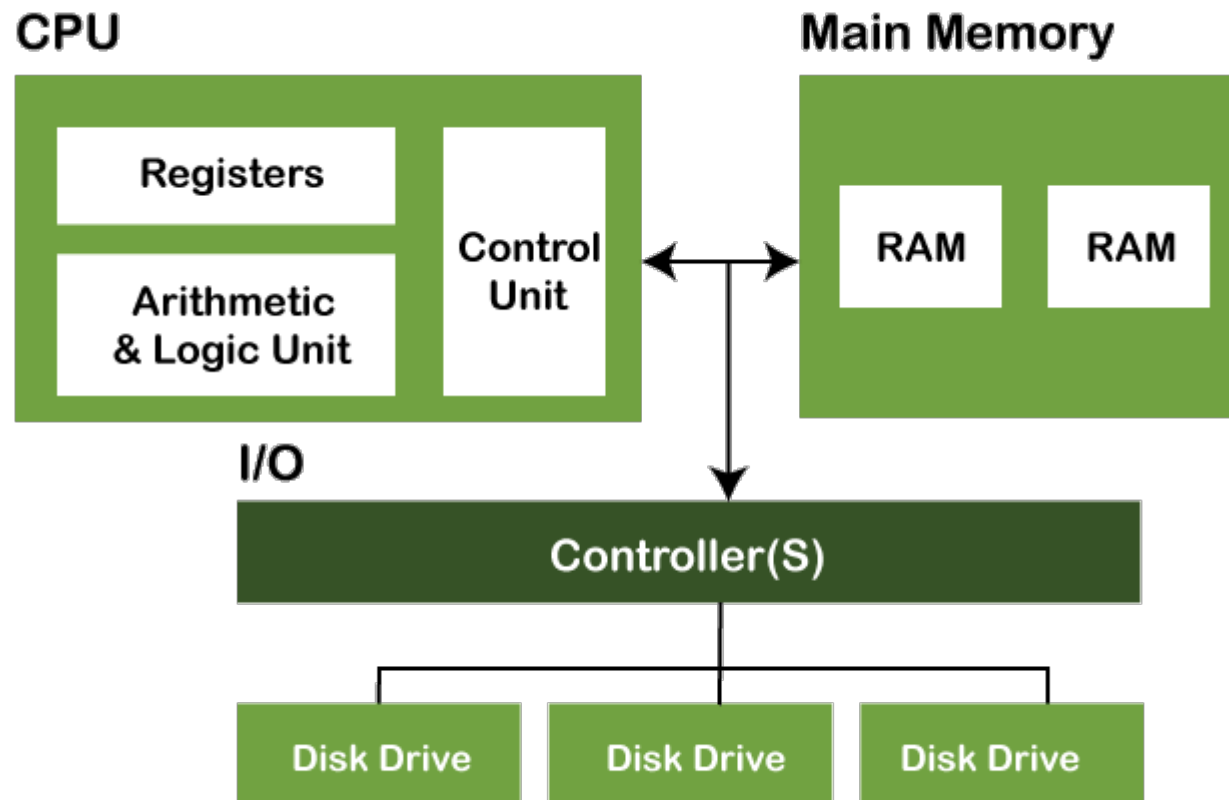 CPU
Main Memory
Registers
Arithmetic
& Logic Unit
Control
Unit
RAM
RAM
I/O
Controller(S)
Disk Drive
Disk Drive
Disk Drive